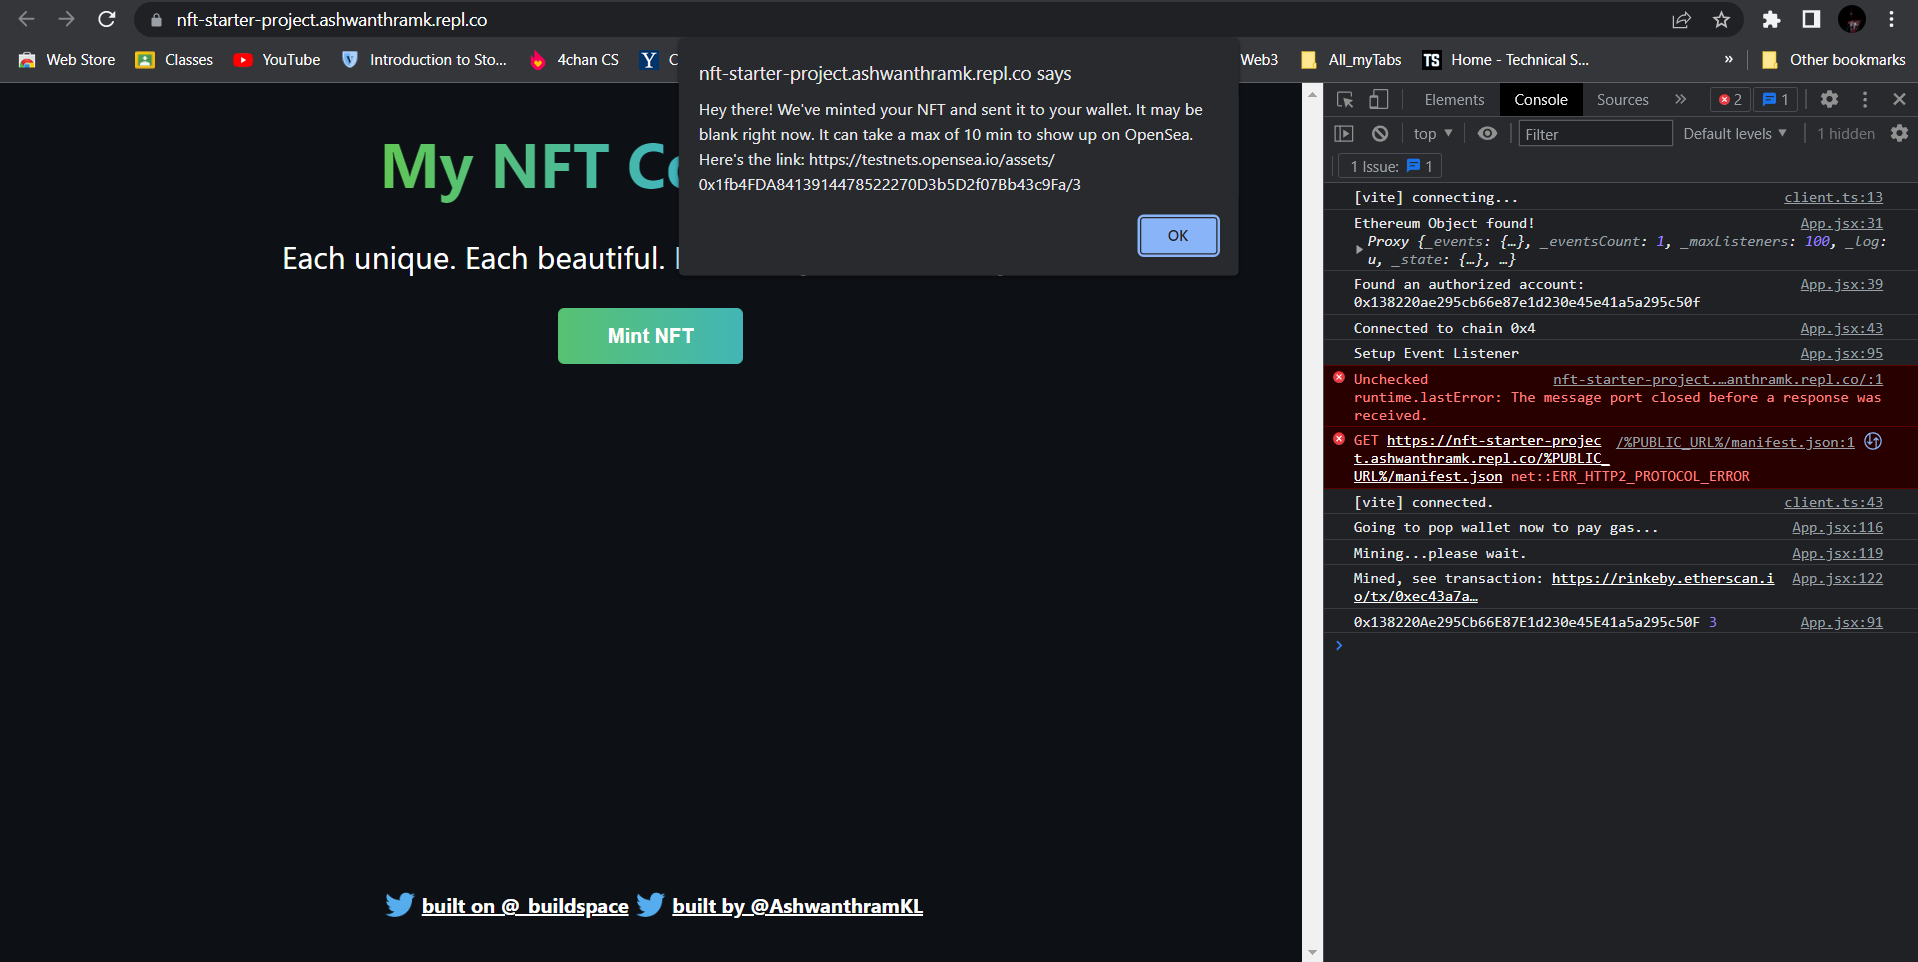 nft-starter-project.ashwanthramk.repl.co
Web Store
Classes
YouTube
Introduction to Sto...
4chan CS
Y
C
Web3
All_myTabs
TS
Home - Technical S...
»
Other bookmarks
nft-starter-project.ashwanthramk.repl.co says
Hey there! We've minted your NFT and sent it to your wallet. It may be
blank right now. It can take a max of 10 min to show up on OpenSea.
Here's the link: https://testnets.opensea.io/assets/
0x1fb4FDA8413914478522270D3b5D2f07Bb43c9Fa/3
OK
My NFT Co
Each unique. Each beautiful.
Mint NFT
built on @_buildspace
built by @AshwanthramKL
Elements
Console
Sources
»
2
1
top
Filter
Default levels
1 hidden
1 Issue: 1
[vite] connecting... client.ts:13
Ethereum Object found! App.jsx:31
Proxy {_events: {…}, _eventsCount: 1, _maxListeners: 100, _log:
u, _state: {…}, …}
Found an authorized account: App.jsx:39
0x138220ae295cb66e87e1d230e45e41a5a295c50f
Connected to chain 0x4 App.jsx:43
Setup Event Listener App.jsx:95
Unchecked nft-starter-project.…anthramk.repl.co/:1
runtime.lastError: The message port closed before a response was
received.
GET https://nft-starter-projec /%PUBLIC_URL%/manifest.json:1
t.ashwanthramk.repl.co/%PUBLIC_
URL%/manifest.json net::ERR_HTTP2_PROTOCOL_ERROR
[vite] connected. client.ts:43
Going to pop wallet now to pay gas... App.jsx:116
Mining...please wait. App.jsx:119
Mined, see transaction: https://rinkeby.etherscan.i App.jsx:122
o/tx/0xec43a7a…
0x138220Ae295Cb66E87E1d230e45E41a5a295c50F 3 App.jsx:91